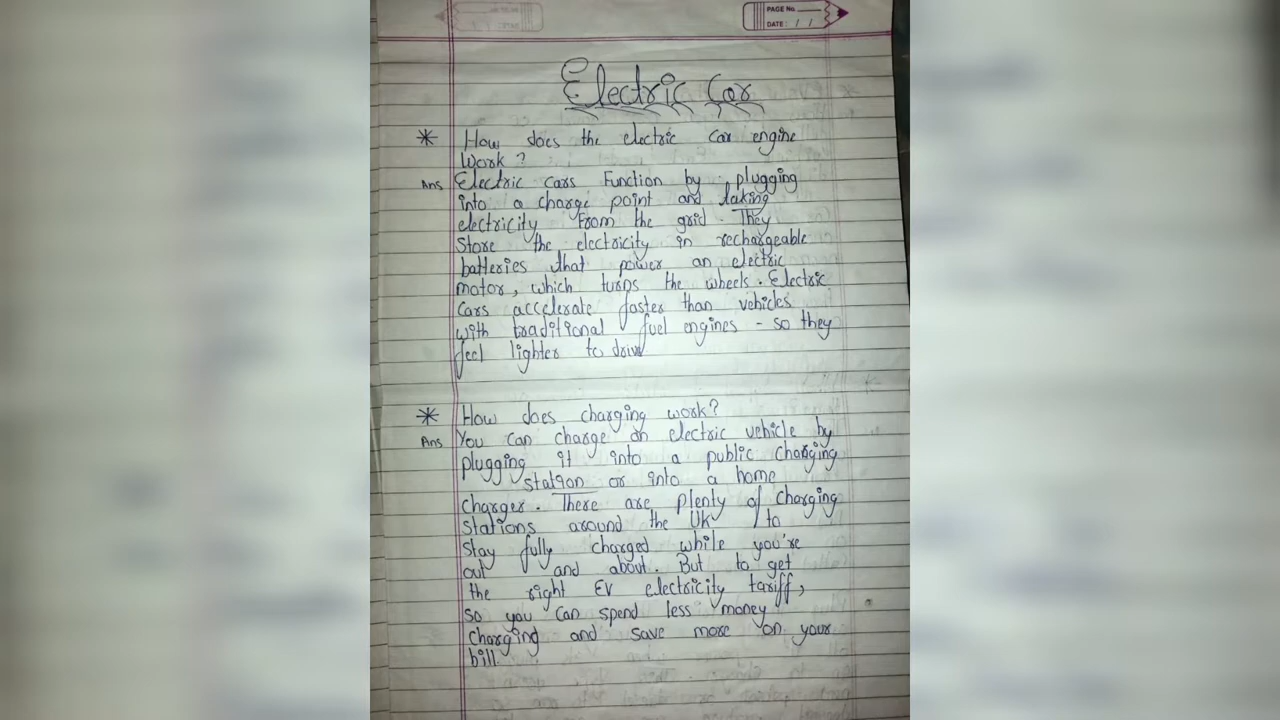 PAGE No
DATE: / /
Electric Car
* How does the electric car engine
Work?
Ans Electric cars Function by plugging
into a charge point and taking
electricity From the grid. They
Store the electricity in rechargeable
batteries that power an electric
motor, which turns the wheels. Electric
cars accelerate faster than vehicles
with traditional fuel engines - so they
feel lighter to drive
* How does charging work?
Ans You can charge an electric vehicle by
plugging it into a public charging
station or into a home
charger. There are plenty of charging
stations around the UK to
stay fully charged while you're
out and about. But to get
the right EV electricity tariff,
so you can spend less money
charging and save more on your
bill.